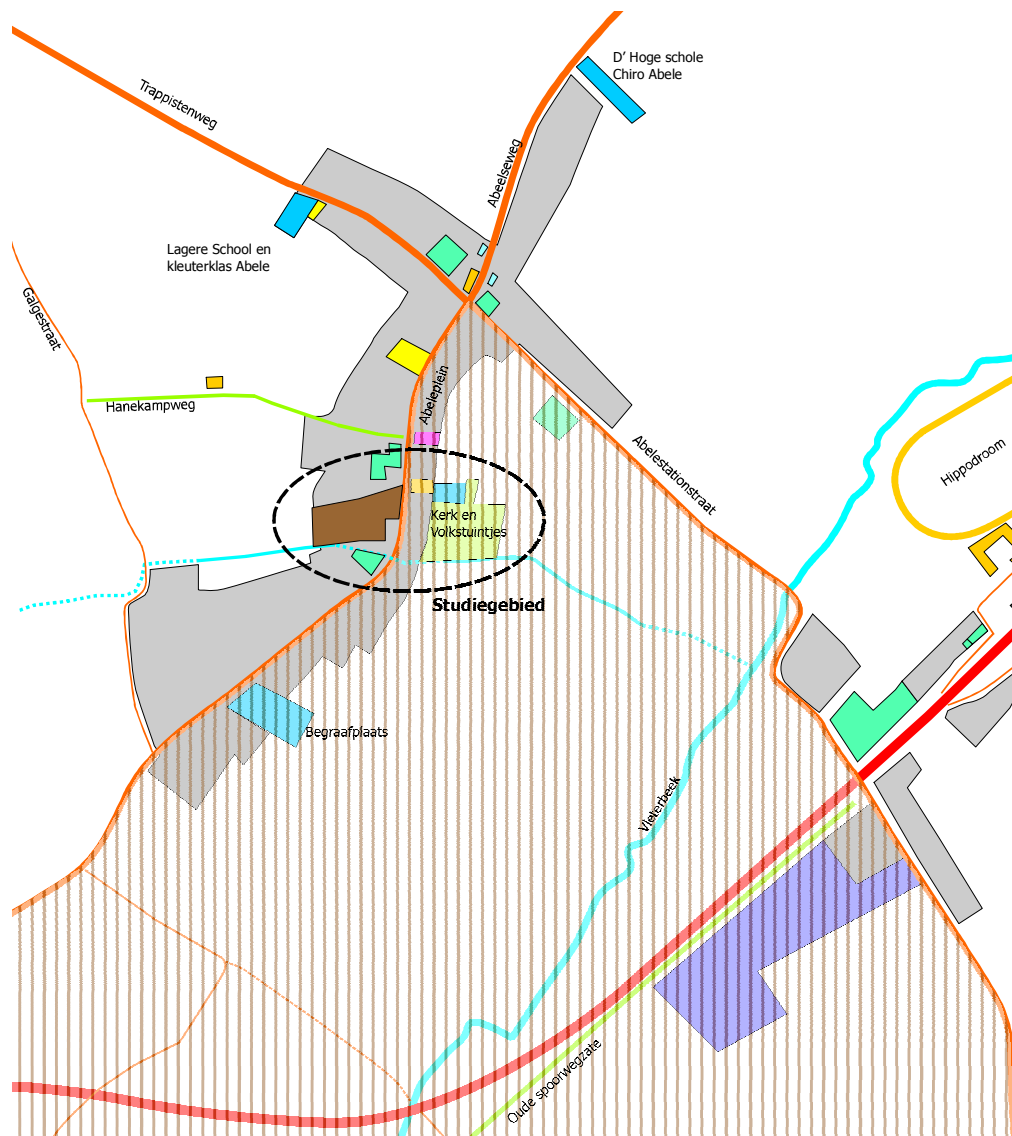 D' Hoge schole
Chiro Abele
Trappistenweg
Abeelseweg
Lagere School en
kleuterklas Abele
Galgestraat
Abeleplein
Hanekampweg
Abelestationstraat
Hippodroom
Kerk en
Volkstuintjes
Studiegebied
Begraafplaats
Vleterbeek
Oude spoorwegzate